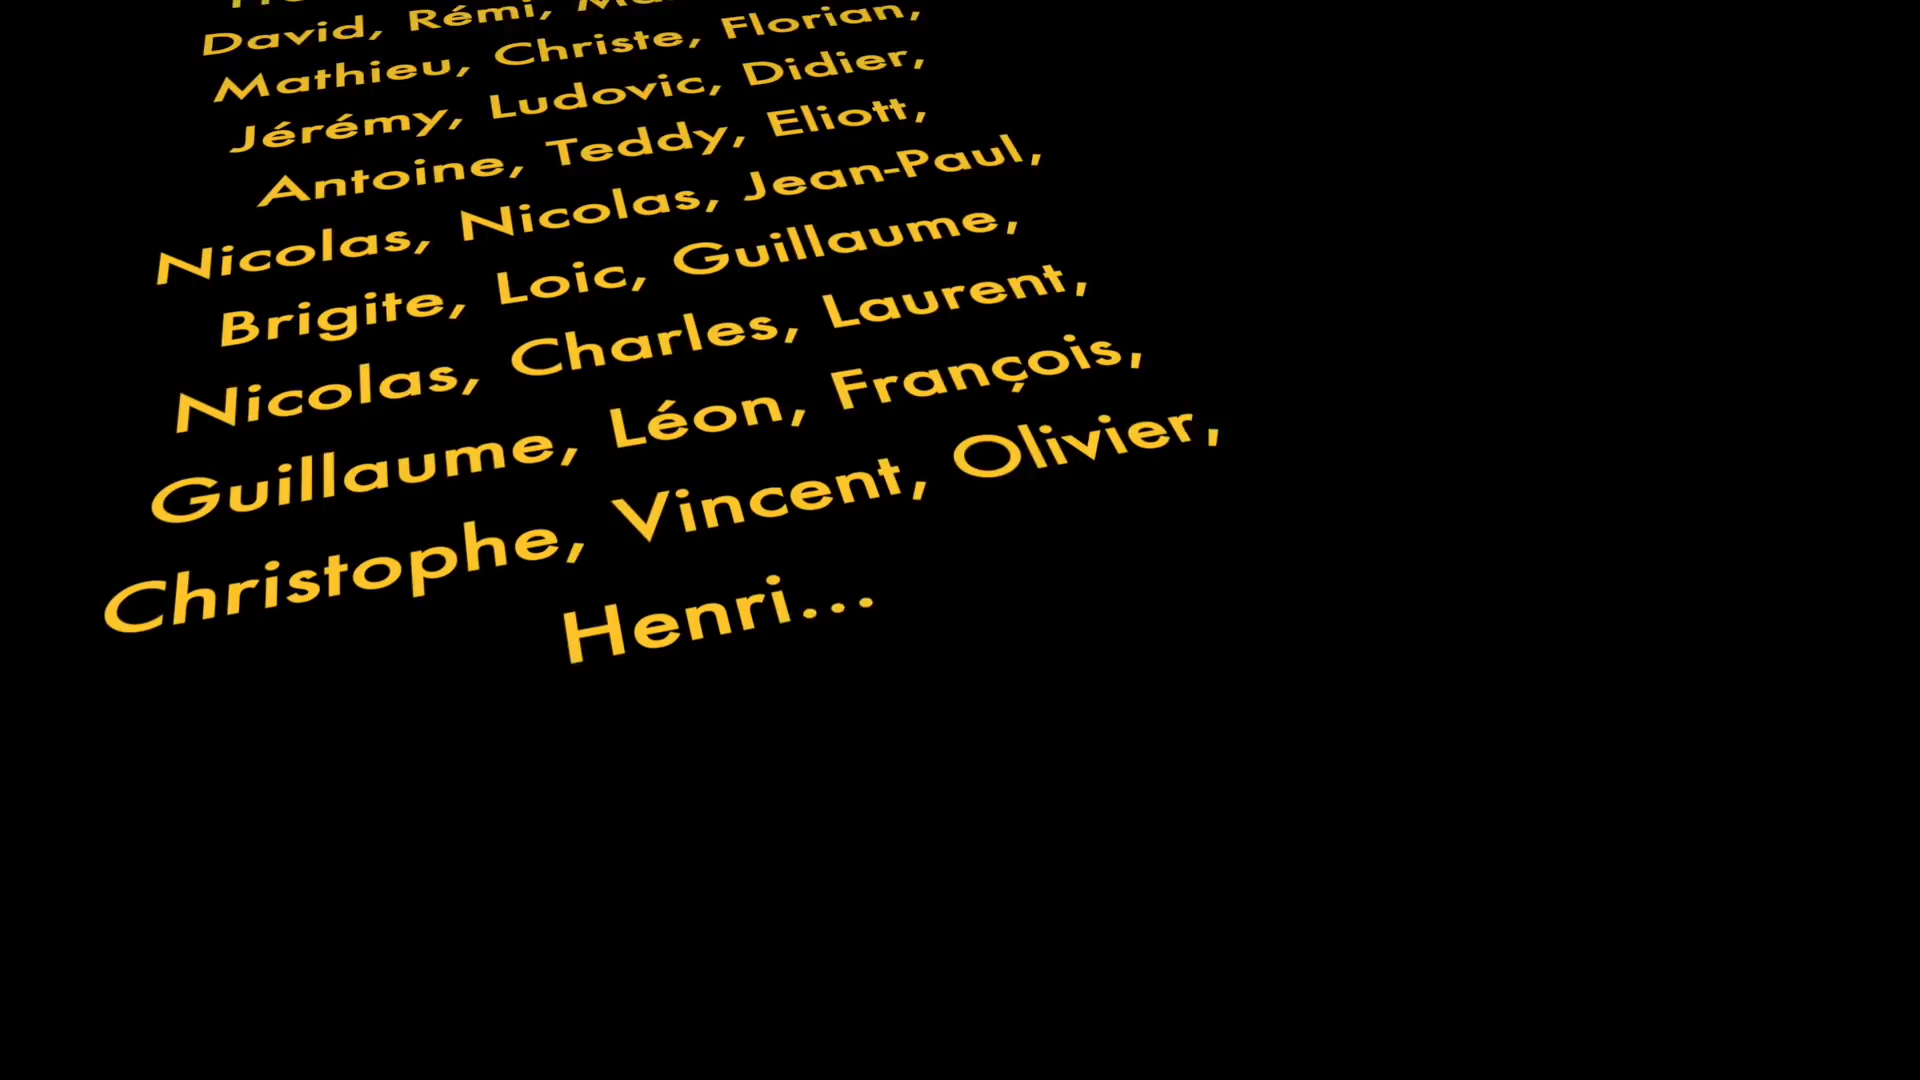 David, Rémi,
Mathieu, Christe, Florian,
Jérémy, Ludovic, Didier,
Antoine, Teddy, Eliott,
Nicolas, Nicolas, Jean-Paul,
Brigite, Loic, Guillaume,
Nicolas, Charles, Laurent,
Guillaume, Léon, François,
Christophe, Vincent, Olivier,
Henri...